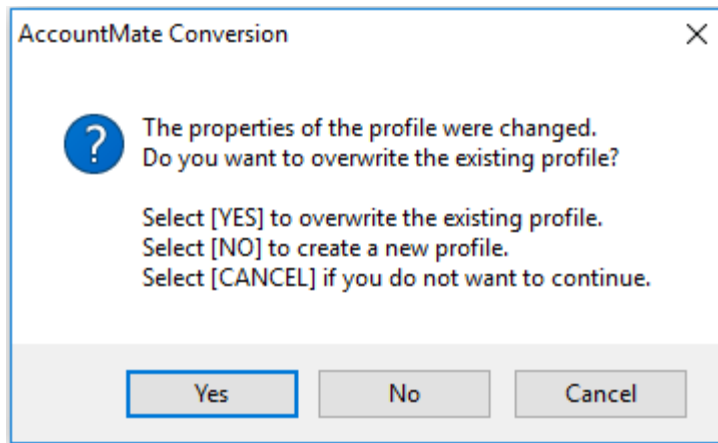 AccountMate Conversion
The properties of the profile were changed.
Do you want to overwrite the existing profile?
Select [YES] to overwrite the existing profile.
Select [NO] to create a new profile.
Select [CANCEL] if you do not want to continue.
Yes No Cancel